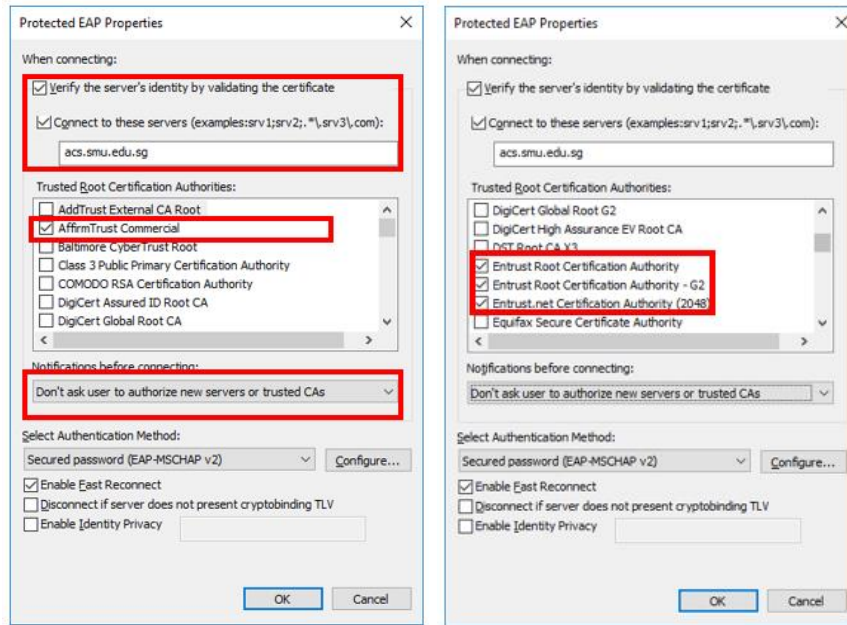 Protected EAP Properties
When connecting:
Verify the server's identity by validating the certificate
Connect to these servers (examples:srv1;srv2;.*\.srv3\.com):
acs.smu.edu.sg
Trusted Root Certification Authorities:
AddTrust External CA Root
AffirmTrust Commercial
Baltimore CyberTrust Root
Class 3 Public Primary Certification Authority
COMODO RSA Certification Authority
DigiCert Assured ID Root CA
DigiCert Global Root CA
Notifications before connecting:
Don't ask user to authorize new servers or trusted CAs
Select Authentication Method:
Secured password (EAP-MSCHAP v2)
Configure...
Enable Fast Reconnect
Disconnect if server does not present cryptobinding TLV
Enable Identity Privacy
OK
Cancel
Protected EAP Properties
When connecting:
Verify the server's identity by validating the certificate
Connect to these servers (examples:srv1;srv2;.*\.srv3\.com):
acs.smu.edu.sg
Trusted Root Certification Authorities:
DigiCert Global Root G2
DigiCert High Assurance EV Root CA
DST Root CA X3
Entrust Root Certification Authority
Entrust Root Certification Authority - G2
Entrust.net Certification Authority (2048)
Equifax Secure Certificate Authority
Notifications before connecting:
Don't ask user to authorize new servers or trusted CAs
Select Authentication Method:
Secured password (EAP-MSCHAP v2)
Configure...
Enable Fast Reconnect
Disconnect if server does not present cryptobinding TLV
Enable Identity Privacy
OK
Cancel